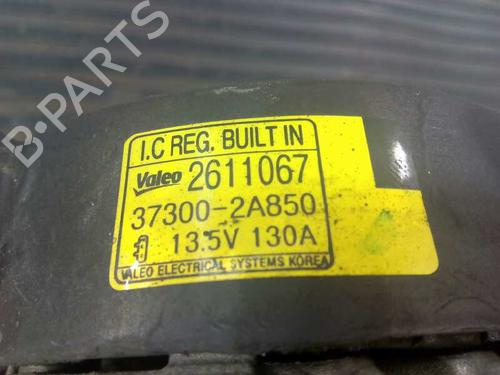 I.C REG. BUILT IN
Valeo 2611067
37300-2A850
13.5V 130A
VALEO ELECTRICAL SYSTEMS KOREA
B-PARTS